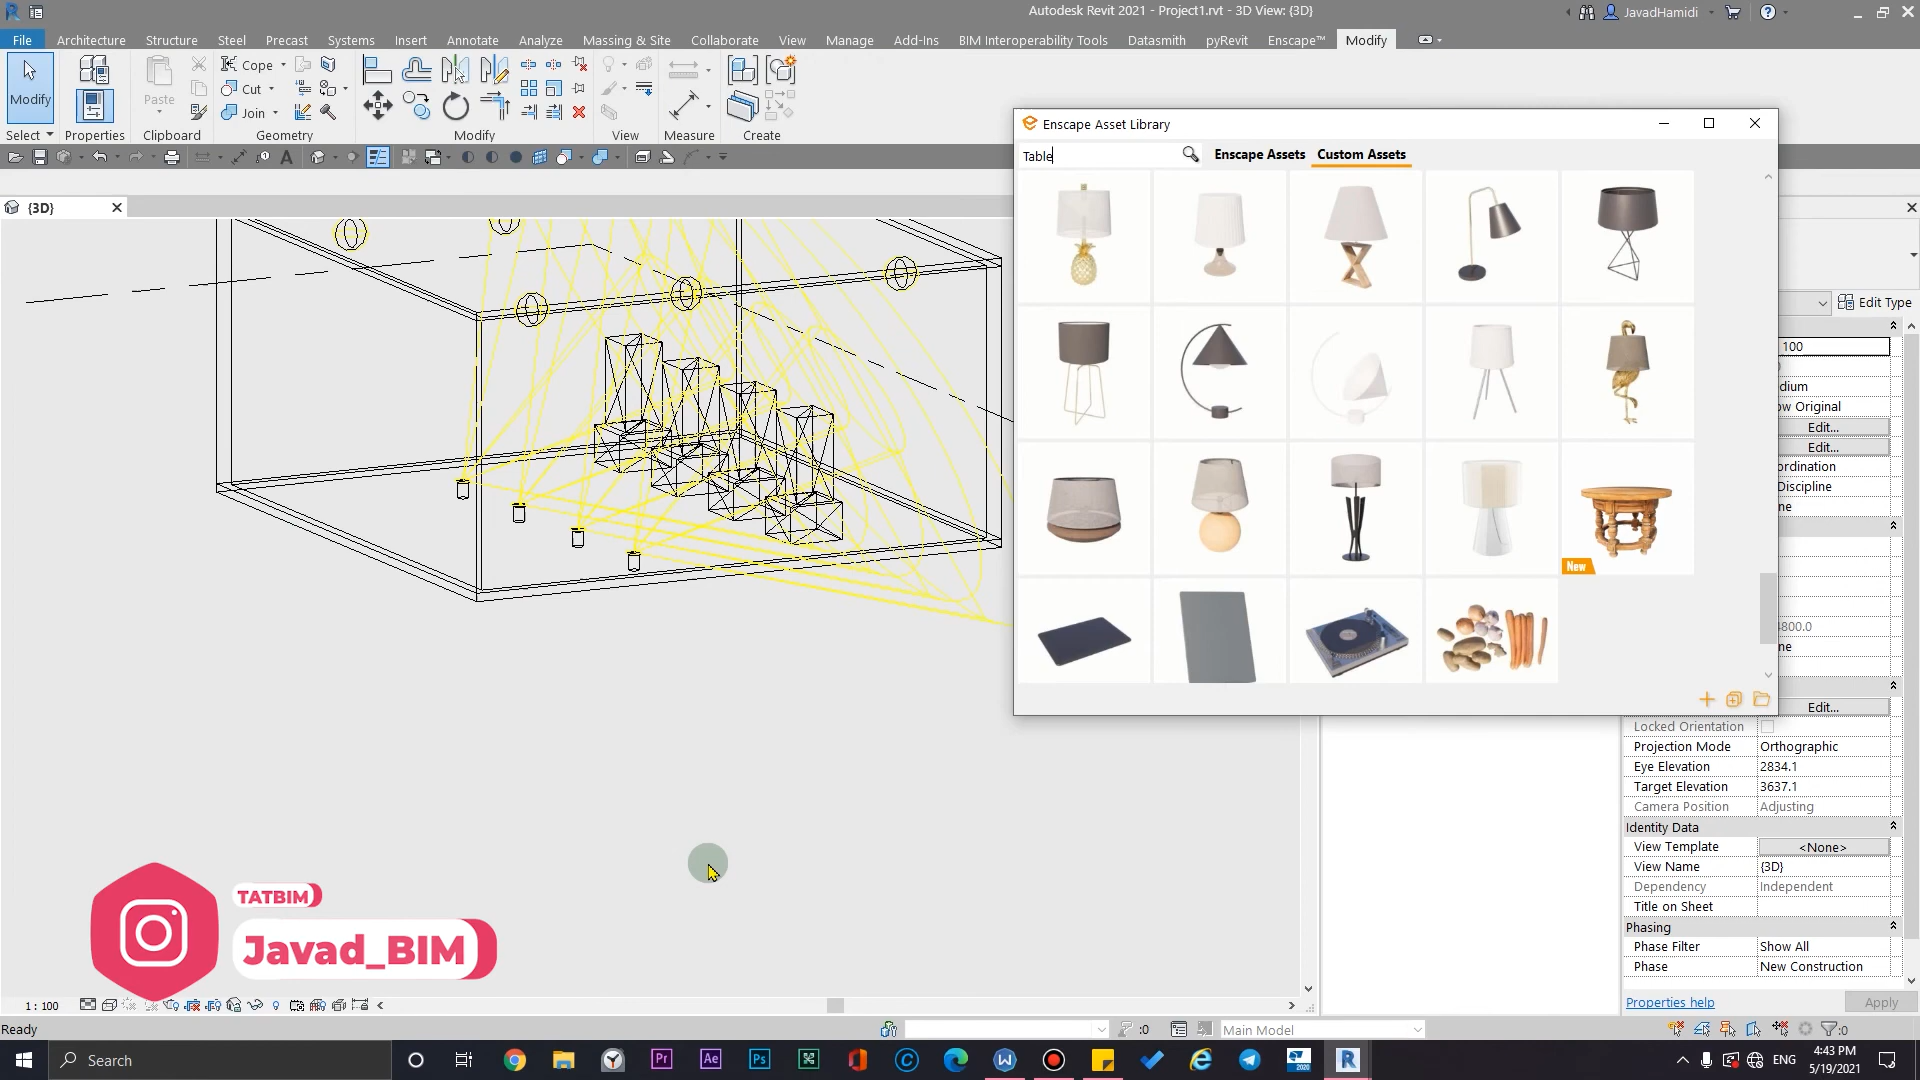 Autodesk Revit 2021 - Project1.rvt - 3D View: {3D}
JavadHamidi
File Architecture Structure Steel Precast Systems Insert Annotate Analyze Massing & Site Collaborate View Manage Add-Ins BIM Interoperability Tools Datasmith pyRevit Enscape™ Modify
Modify
Paste
Cope
Cut
Join
Select Properties Clipboard Geometry Modify View Measure Create
{3D}
Enscape Asset Library
Table
Enscape Assets Custom Assets
New
Edit Type
100
dium
ow Original
Edit...
Edit...
ordination
Discipline
ne
4800.0
ne
Edit...
Locked Orientation
Projection Mode Orthographic
Eye Elevation 2834.1
Target Elevation 3637.1
Camera Position Adjusting
Identity Data
View Template <None>
View Name {3D}
Dependency Independent
Title on Sheet
Phasing
Phase Filter Show All
Phase New Construction
Properties help
Apply
TATBIM
Javad_BIM
1 : 100
Ready
:0
Main Model
:0
Search
Pr
Ae
Ps
2020
R
ENG
4:43 PM
5/19/2021